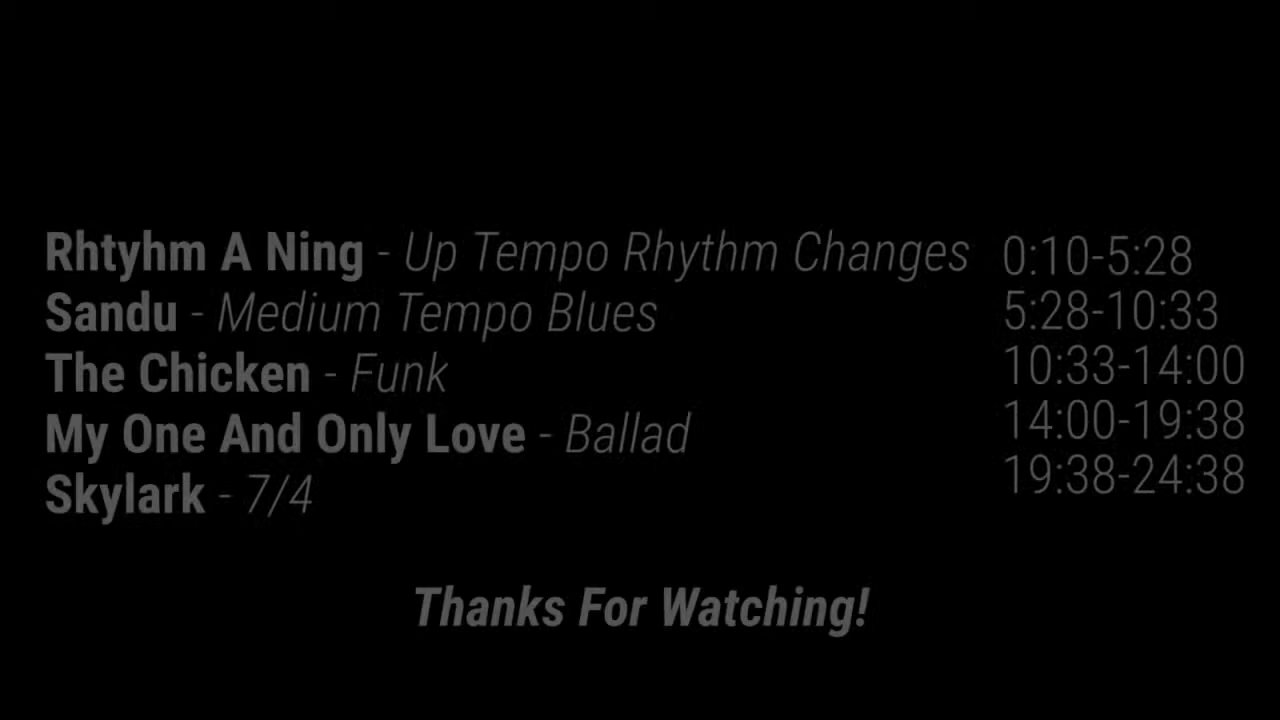 Rhtyhm A Ning - Up Tempo Rhythm Changes 0:10-5:28
Sandu - Medium Tempo Blues 5:28-10:33
The Chicken - Funk 10:33-14:00
My One And Only Love - Ballad 14:00-19:38
Skylark - 7/4 19:38-24:38
Thanks For Watching!